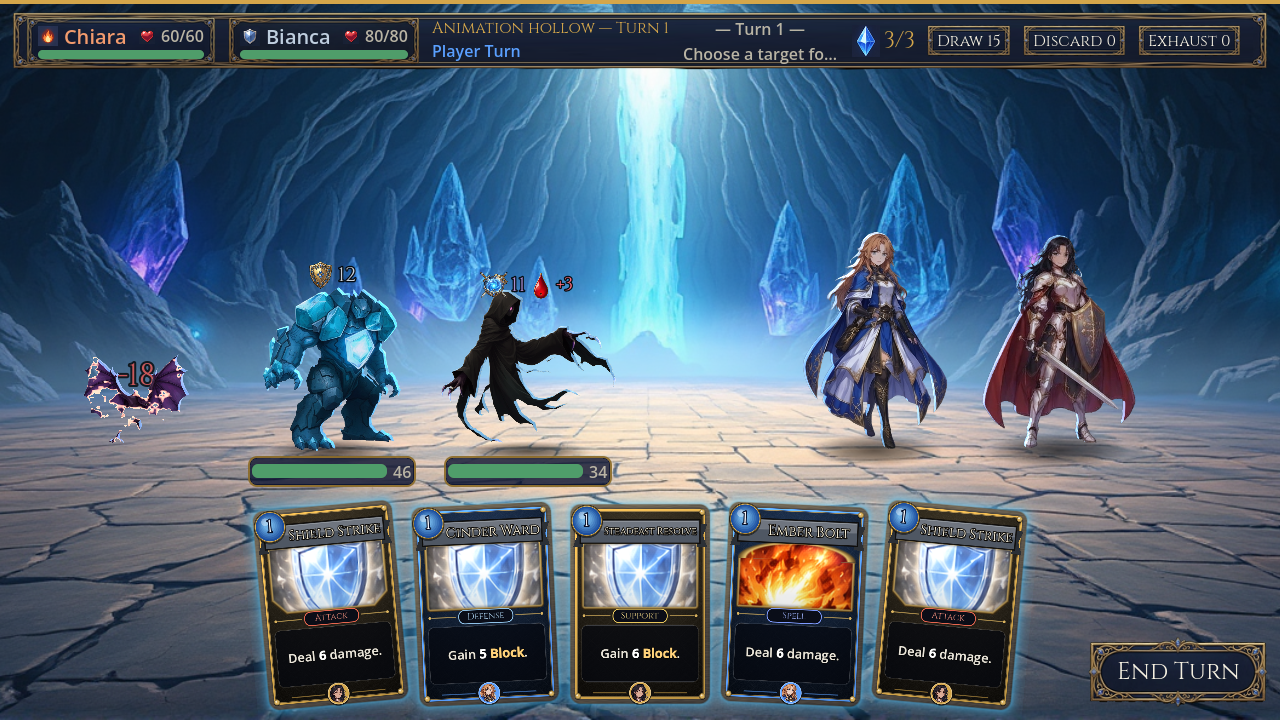 Chiara 60/60
Bianca 80/80
Animation Hollow — Turn 1
Player Turn
— Turn 1 —
Choose a target fo...
3/3
Draw 15
Discard 0
Exhaust 0
12
11 +3
-18
46
34
1 Shield Strike
Attack
Deal 6 damage.
1 Cinder Ward
Defense
Gain 5 Block.
1 Steadfast Resolve
Support
Gain 6 Block.
1 Ember Bolt
Spell
Deal 6 damage.
1 Shield Strike
Attack
Deal 6 damage.
End Turn